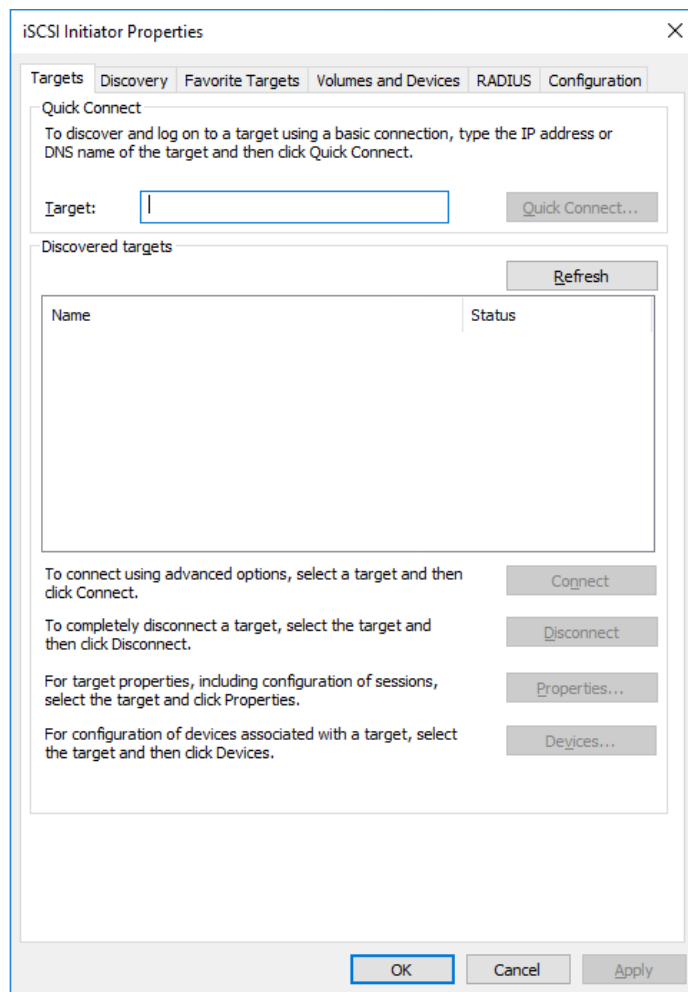 iSCSI Initiator Properties
Targets Discovery Favorite Targets Volumes and Devices RADIUS Configuration
Quick Connect
To discover and log on to a target using a basic connection, type the IP address or
DNS name of the target and then click Quick Connect.
Target: Quick Connect...
Discovered targets
Refresh
Name Status
To connect using advanced options, select a target and then
click Connect.
Connect
To completely disconnect a target, select the target and
then click Disconnect.
Disconnect
For target properties, including configuration of sessions,
select the target and click Properties.
Properties...
For configuration of devices associated with a target, select
the target and then click Devices.
Devices...
OK Cancel Apply